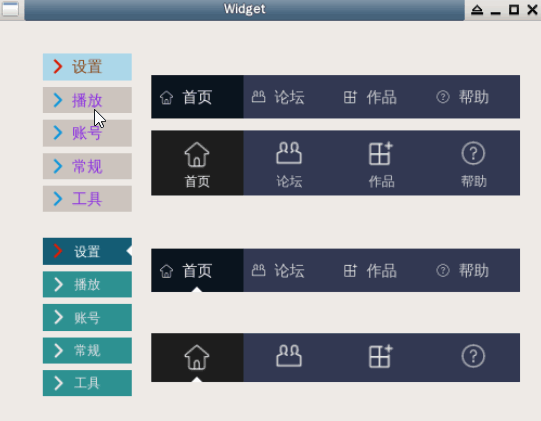 Widget
设置
播放
账号
常规
工具
首页 论坛 作品 帮助
首页 论坛 作品 帮助
设置
播放
账号
常规
工具
首页 论坛 作品 帮助